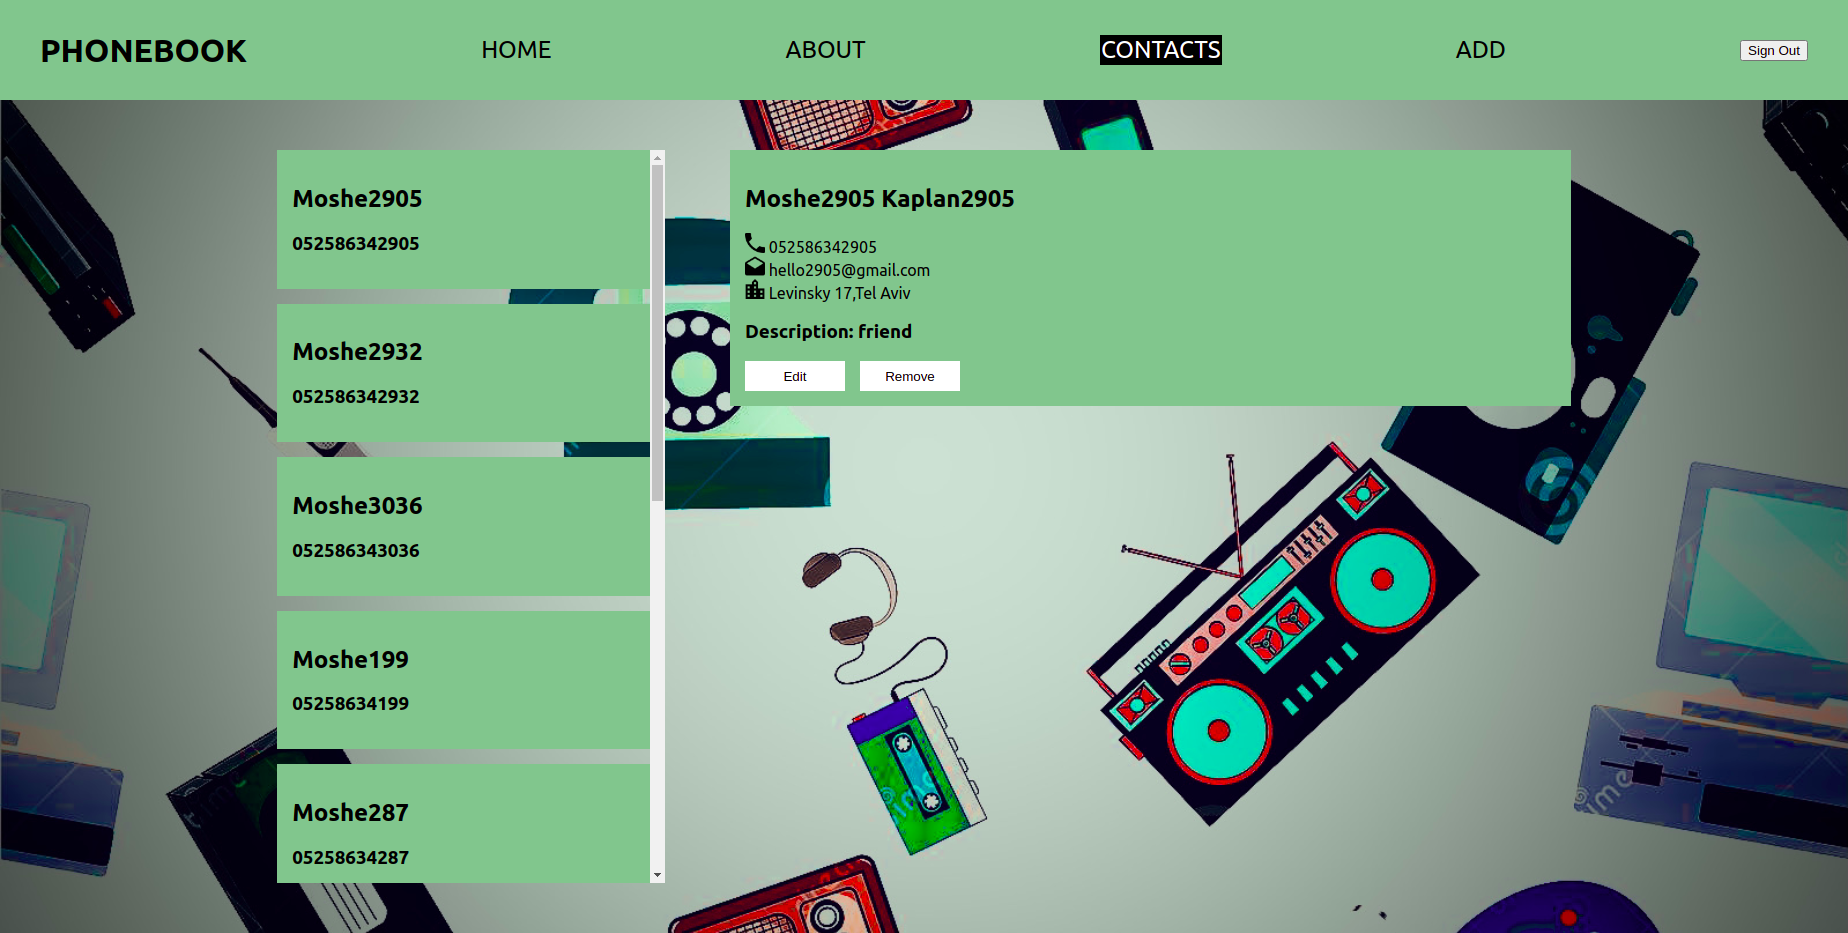 PHONEBOOK
HOME
ABOUT
CONTACTS
ADD
Sign Out
Moshe2905
052586342905
Moshe2932
052586342932
Moshe3036
052586343036
Moshe199
05258634199
Moshe287
05258634287
Moshe2905 Kaplan2905
052586342905
hello2905@gmail.com
Levinsky 17,Tel Aviv
Description: friend
Edit
Remove